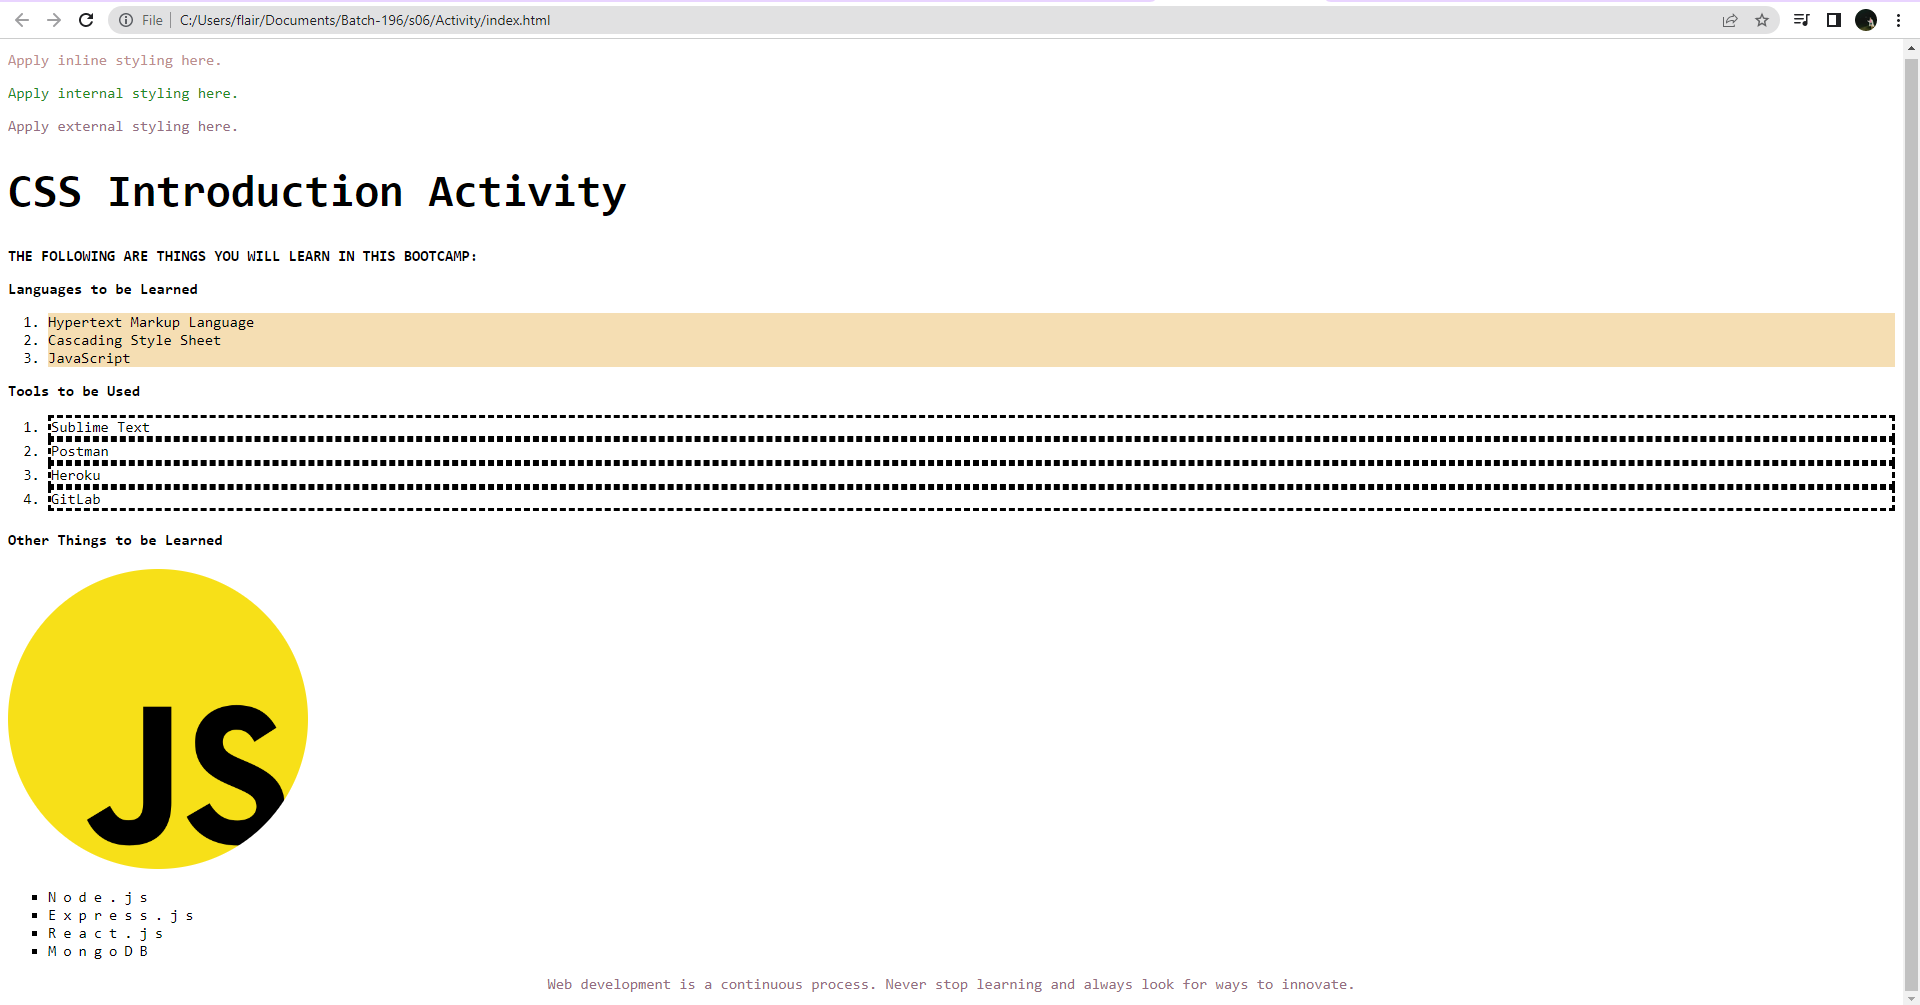 File C:/Users/flair/Documents/Batch-196/s06/Activity/index.html
Apply inline styling here.
Apply internal styling here.
Apply external styling here.
CSS Introduction Activity
THE FOLLOWING ARE THINGS YOU WILL LEARN IN THIS BOOTCAMP:
Languages to be Learned
1. Hypertext Markup Language
2. Cascading Style Sheet
3. JavaScript
Tools to be Used
1. Sublime Text
2. Postman
3. Heroku
4. GitLab
Other Things to be Learned
JS
Node.js
Express.js
React.js
MongoDB
Web development is a continuous process. Never stop learning and always look for ways to innovate.